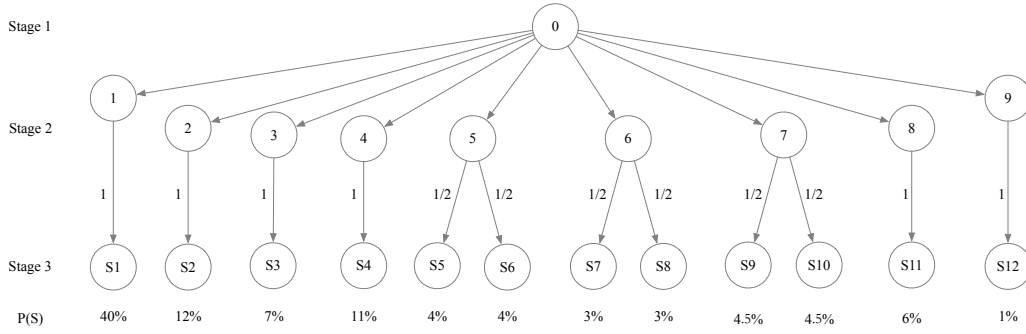 Stage 1
0
1
9
Stage 2
2
3
4
5
6
7
8
1
1
1
1
1/2
1/2
1/2
1/2
1/2
1/2
1
1
Stage 3
S1
S2
S3
S4
S5
S6
S7
S8
S9
S10
S11
S12
P(S)
40%
12%
7%
11%
4%
4%
3%
3%
4.5%
4.5%
6%
1%